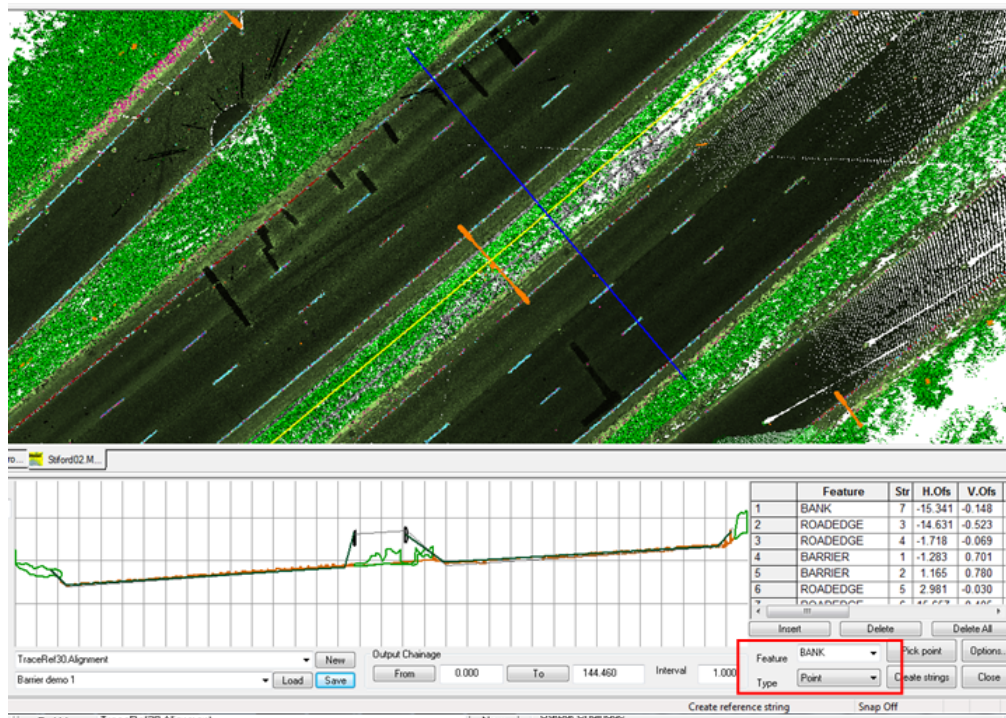 ro... Stiford02.M...
Feature Str H.Ofs V.Ofs
1 BANK 7 -15.341 -0.148
2 ROADEDGE 3 -14.631 -0.523
3 ROADEDGE 4 -1.718 -0.069
4 BARRIER 1 -1.283 0.701
5 BARRIER 2 1.165 0.780
6 ROADEDGE 5 2.981 -0.030
Insert Delete Delete All
TraceRef30.Alignment New
Barrier demo 1 Load Save
Output Chainage
From 0.000 To 144.460 Interval 1.000
Feature BANK Pick point Options...
Type Point Create strings Close
Create reference string Snap Off